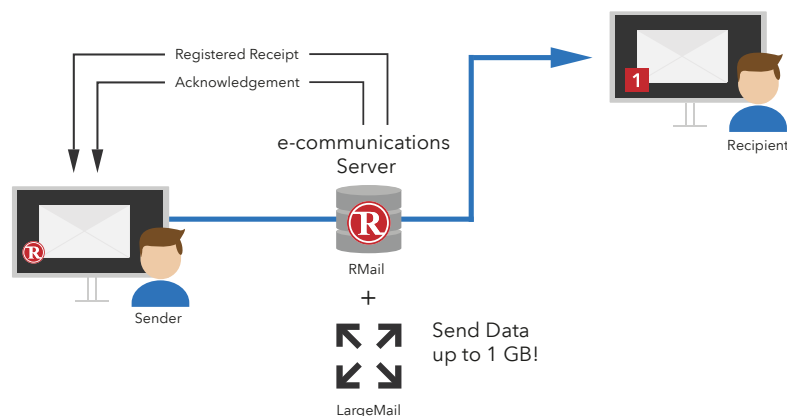 Registered Receipt
Acknowledgement
e-communications
Server
1
Recipient
R
R
RMail
Sender
+
Send Data
up to 1 GB!
LargeMail